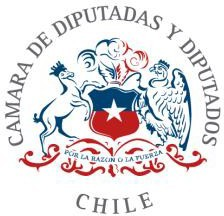 CAMARA DE DIPUTADAS Y DIPUTADOS
POR LA RAZON O LA FUERZA
CHILE